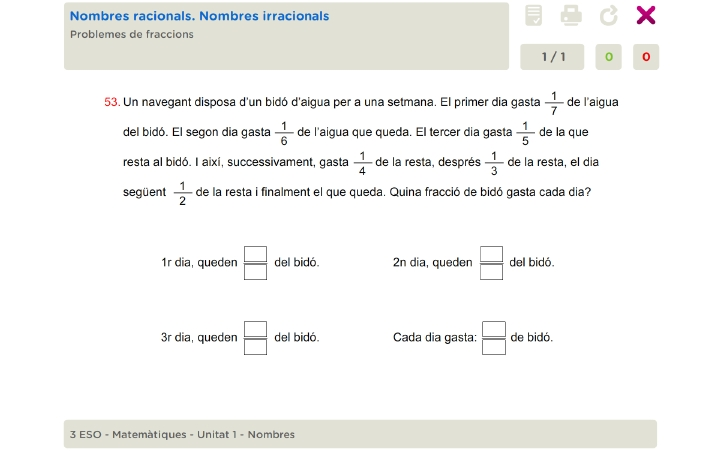 Nombres racionals. Nombres irracionals
Problemes de fraccions
1 / 1 0 0
53. Un navegant disposa d'un bidó d'aigua per a una setmana. El primer dia gasta 1/7 de l'aigua
del bidó. El segon dia gasta 1/6 de l'aigua que queda. El tercer dia gasta 1/5 de la que
resta al bidó. I així, successivament, gasta 1/4 de la resta, després 1/3 de la resta, el dia
següent 1/2 de la resta i finalment el que queda. Quina fracció de bidó gasta cada dia?
1r dia, queden del bidó. 2n dia, queden del bidó.
3r dia, queden del bidó. Cada dia gasta: de bidó.
3 ESO - Matemàtiques - Unitat 1 - Nombres